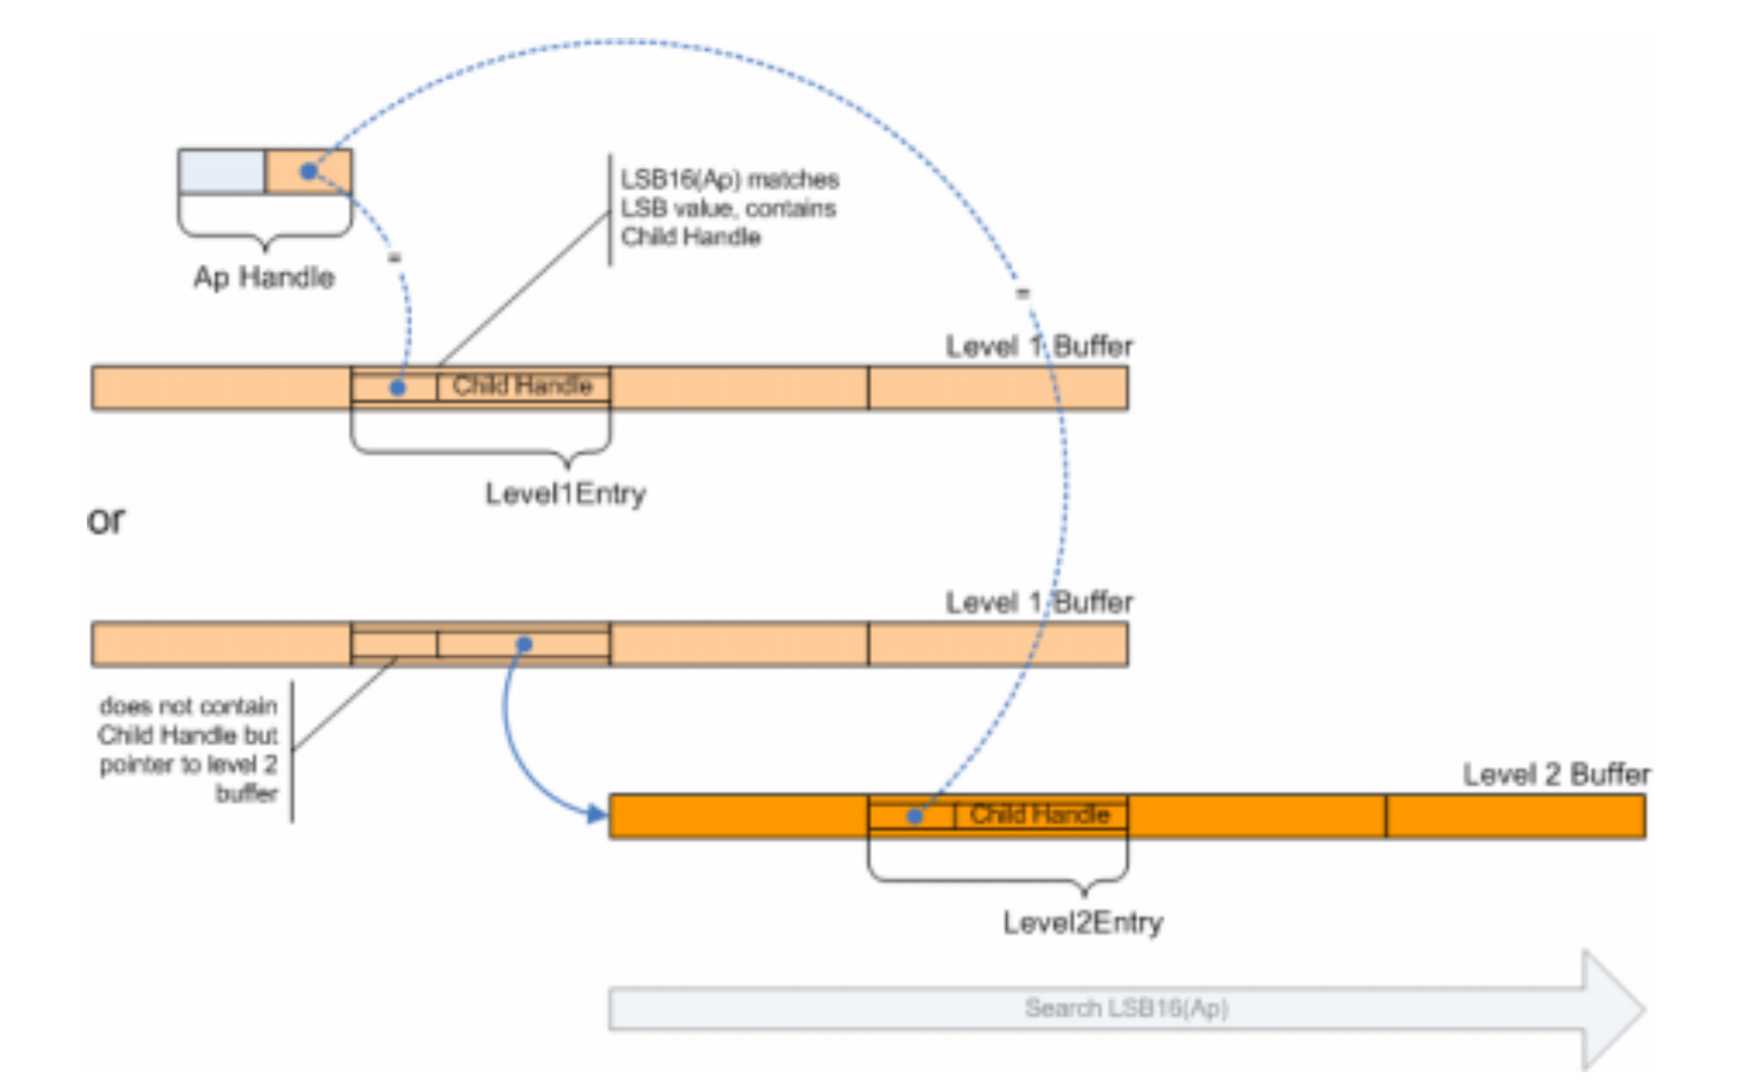 LSB16(Ap) matches
LSB value, contains
Child Handle
Ap Handle
=
=
Level 1 Buffer
Child Handle
Level1Entry
or
Level 1 Buffer
does not contain
Child Handle but
pointer to level 2
buffer
Level 2 Buffer
Child Handle
Level2Entry
Search LSB16(Ap)